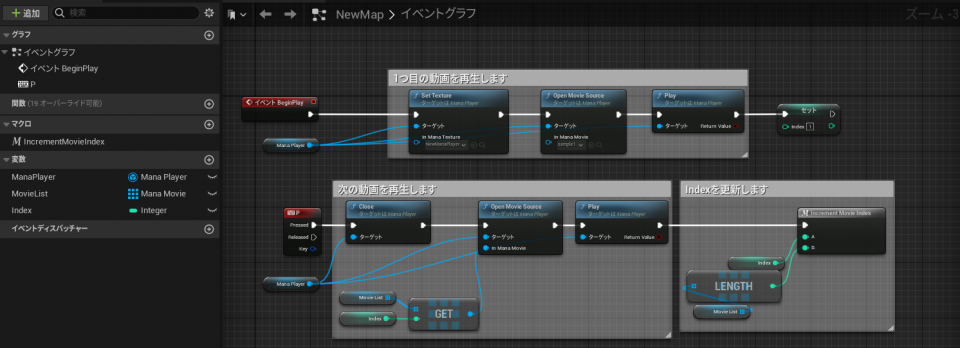 追加
検索
NewMap > イベントグラフ
ズーム -3
グラフ
イベントグラフ
イベント BeginPlay
P
関数 (19 オーバーライド可能)
マクロ
IncrementMovieIndex
変数
ManaPlayer Mana Player
MovieList Mana Movie
Index Integer
イベントディスパッチャー
1つ目の動画を再生します
イベント BeginPlay
Mana Player
Set Texture
ターゲットは Mana Player
ターゲット
In Mana Texture
NewManaPlayer
Open Movie Source
ターゲットは Mana Player
ターゲット
In Mana Movie
sample1
Play
ターゲットは Mana Player
ターゲット
Return Value
セット
Index 1
次の動画を再生します
P
Pressed
Released
Key
Mana Player
Close
ターゲットは Mana Player
ターゲット
Open Movie Source
ターゲットは Mana Player
ターゲット
In Mana Movie
Play
ターゲットは Mana Player
ターゲット
Return Value
Movie List
Index
GET
Indexを更新します
Increment Movie Index
A
B
Index
LENGTH
Movie List